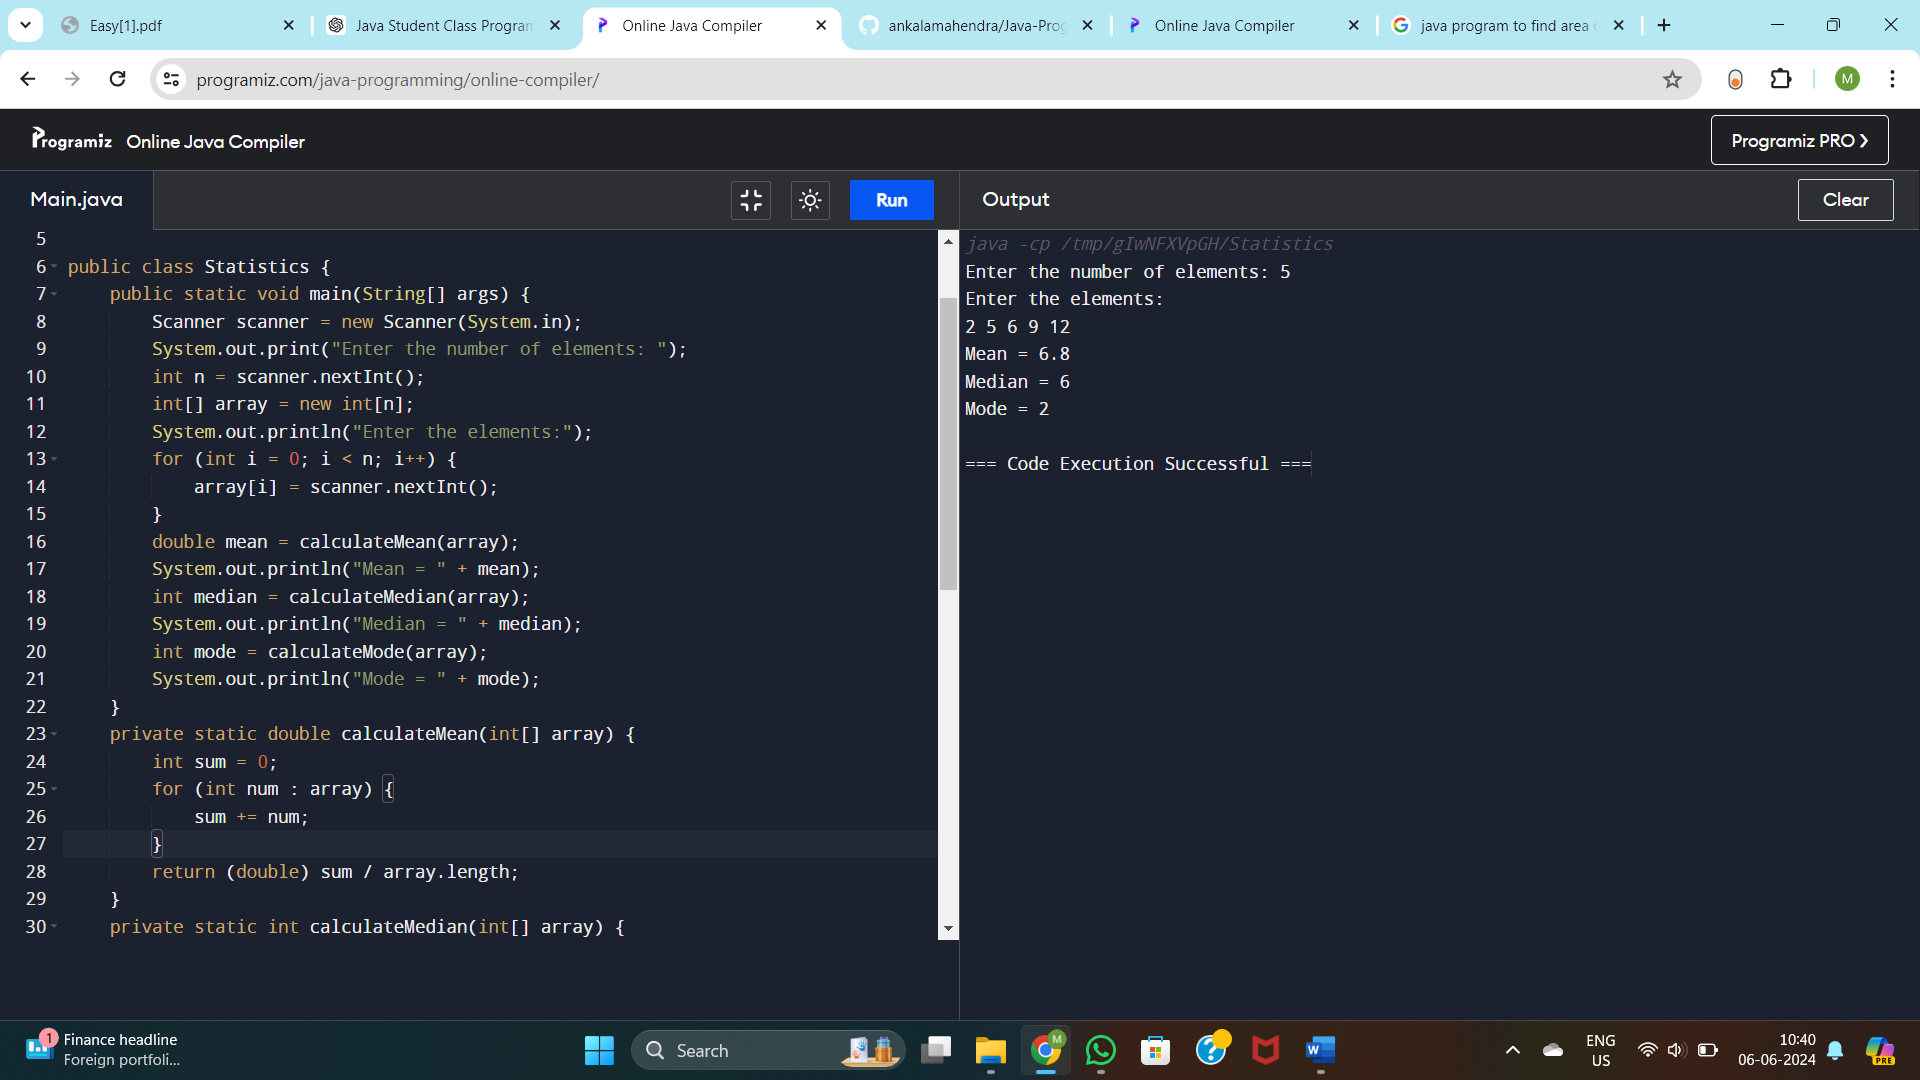 Easy[1].pdf
Java Student Class Program
Online Java Compiler
ankalamahendra/Java-Prog
Online Java Compiler
java program to find area
programiz.com/java-programming/online-compiler/
M
Programiz Online Java Compiler
Programiz PRO
Main.java
Run
Output
Clear
5
6 public class Statistics {
7 public static void main(String[] args) {
8 Scanner scanner = new Scanner(System.in);
9 System.out.print("Enter the number of elements: ");
10 int n = scanner.nextInt();
11 int[] array = new int[n];
12 System.out.println("Enter the elements:");
13 for (int i = 0; i < n; i++) {
14 array[i] = scanner.nextInt();
15 }
16 double mean = calculateMean(array);
17 System.out.println("Mean = " + mean);
18 int median = calculateMedian(array);
19 System.out.println("Median = " + median);
20 int mode = calculateMode(array);
21 System.out.println("Mode = " + mode);
22 }
23 private static double calculateMean(int[] array) {
24 int sum = 0;
25 for (int num : array) {
26 sum += num;
27 }
28 return (double) sum / array.length;
29 }
30 private static int calculateMedian(int[] array) {
java -cp /tmp/gIwNFXVpGH/Statistics
Enter the number of elements: 5
Enter the elements:
2 5 6 9 12
Mean = 6.8
Median = 6
Mode = 2
=== Code Execution Successful ===
1
Finance headline
Foreign portfoli...
Search
M
W
ENG
US
10:40
06-06-2024
PRE